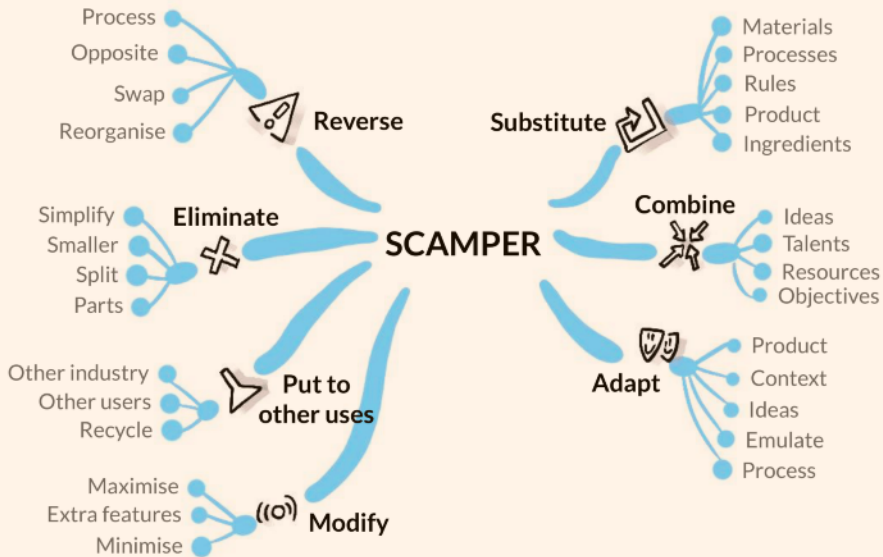 SCAMPER
Substitute
Materials
Processes
Rules
Product
Ingredients
Combine
Ideas
Talents
Resources
Objectives
Adapt
Product
Context
Ideas
Emulate
Process
Modify
Maximise
Extra features
Minimise
Put to
other uses
Other industry
Other users
Recycle
Eliminate
Simplify
Smaller
Split
Parts
Reverse
Process
Opposite
Swap
Reorganise